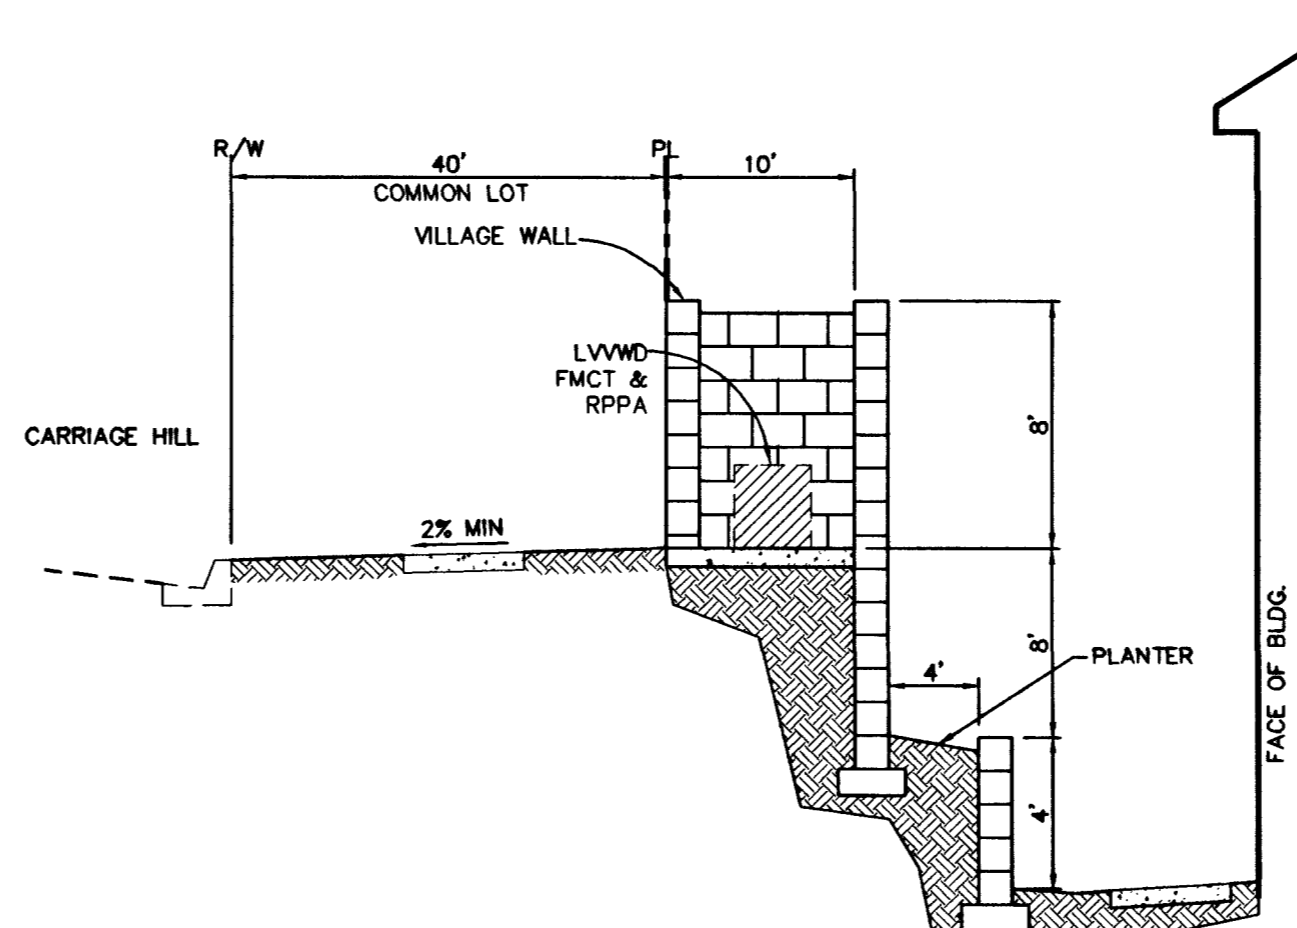 R/W
PL
40'
10'
COMMON LOT
VILLAGE WALL
LVVWD
FMCT &
RPPA
8'
CARRIAGE HILL
2% MIN
8'
PLANTER
4'
FACE OF BLDG.
4'